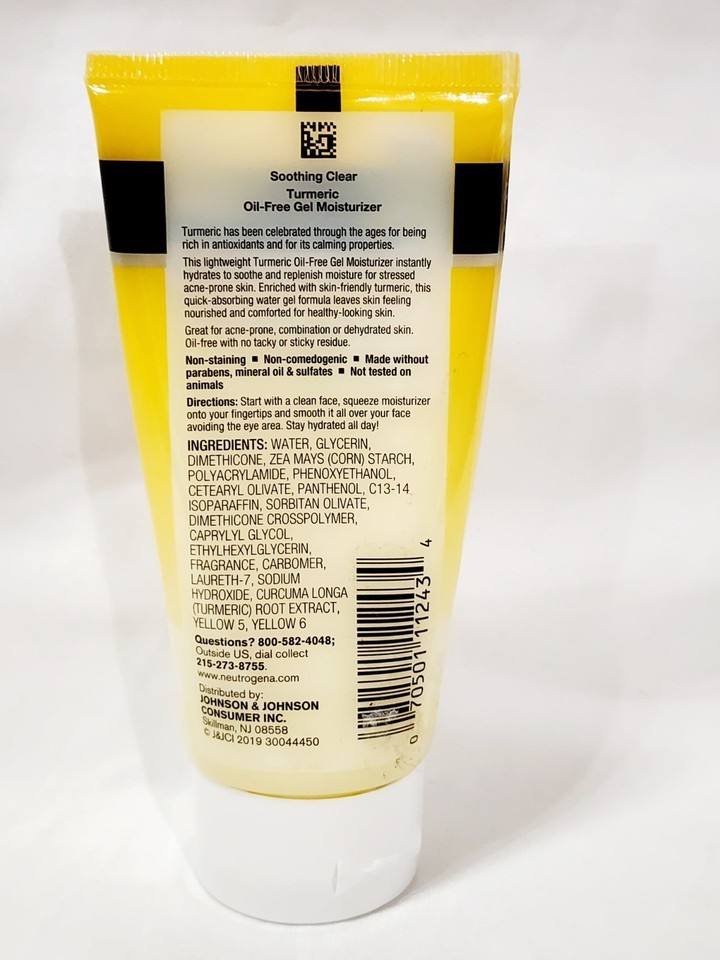 Soothing Clear
Turmeric
Oil-Free Gel Moisturizer
Turmeric has been celebrated through the ages for being
rich in antioxidants and for its calming properties.
This lightweight Turmeric Oil-Free Gel Moisturizer instantly
hydrates to soothe and replenish moisture for stressed
acne-prone skin. Enriched with skin-friendly turmeric, this
quick-absorbing water gel formula leaves skin feeling
nourished and comforted for healthy-looking skin.
Great for acne-prone, combination or dehydrated skin.
Oil-free with no tacky or sticky residue.
Non-staining ■ Non-comedogenic ■ Made without
parabens, mineral oil & sulfates ■ Not tested on
animals
Directions: Start with a clean face, squeeze moisturizer
onto your fingertips and smooth it all over your face
avoiding the eye area. Stay hydrated all day!
INGREDIENTS: WATER, GLYCERIN,
DIMETHICONE, ZEA MAYS (CORN) STARCH,
POLYACRYLAMIDE, PHENOXYETHANOL,
CETEARYL OLIVATE, PANTHENOL, C13-14
ISOPARAFFIN, SORBITAN OLIVATE,
DIMETHICONE CROSSPOLYMER,
CAPRYLYL GLYCOL,
ETHYLHEXYLGLYCERIN,
FRAGRANCE, CARBOMER,
LAURETH-7, SODIUM
HYDROXIDE, CURCUMA LONGA
(TURMERIC) ROOT EXTRACT,
YELLOW 5, YELLOW 6
Questions? 800-582-4048;
Outside US, dial collect
215-273-8755.
www.neutrogena.com
Distributed by:
JOHNSON & JOHNSON
CONSUMER INC.
Skillman, NJ 08558
© J&JCI 2019 30044450
0 70501 11243 4